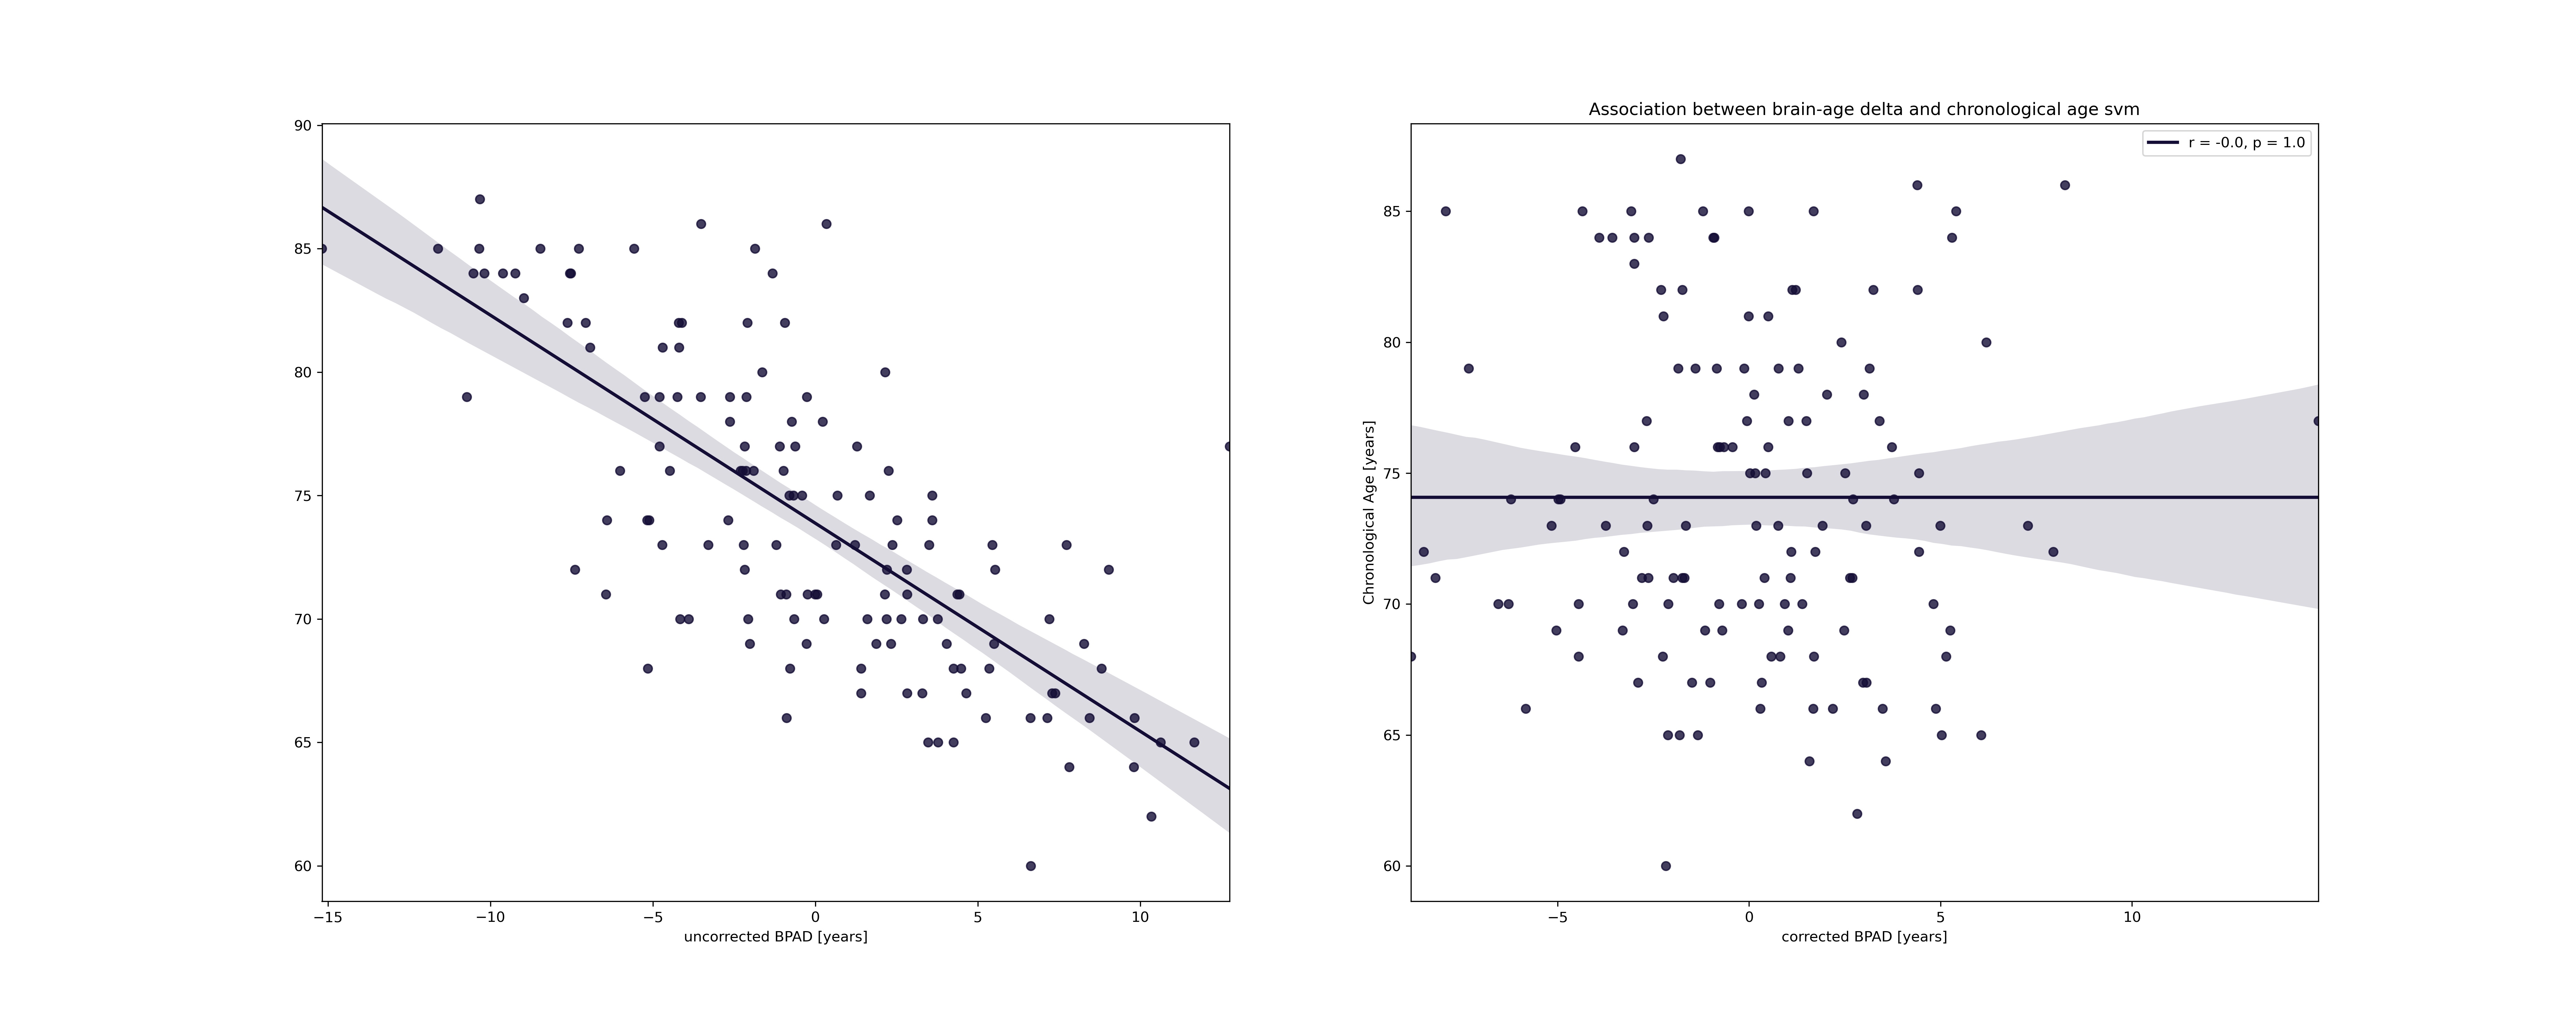 90
85
80
75
70
65
60
−15 −10 −5 0 5 10
uncorrected BPAD [years]
Association between brain-age delta and chronological age svm
r = -0.0, p = 1.0
Chronological Age [years]
85
80
75
70
65
60
−5 0 5 10
corrected BPAD [years]